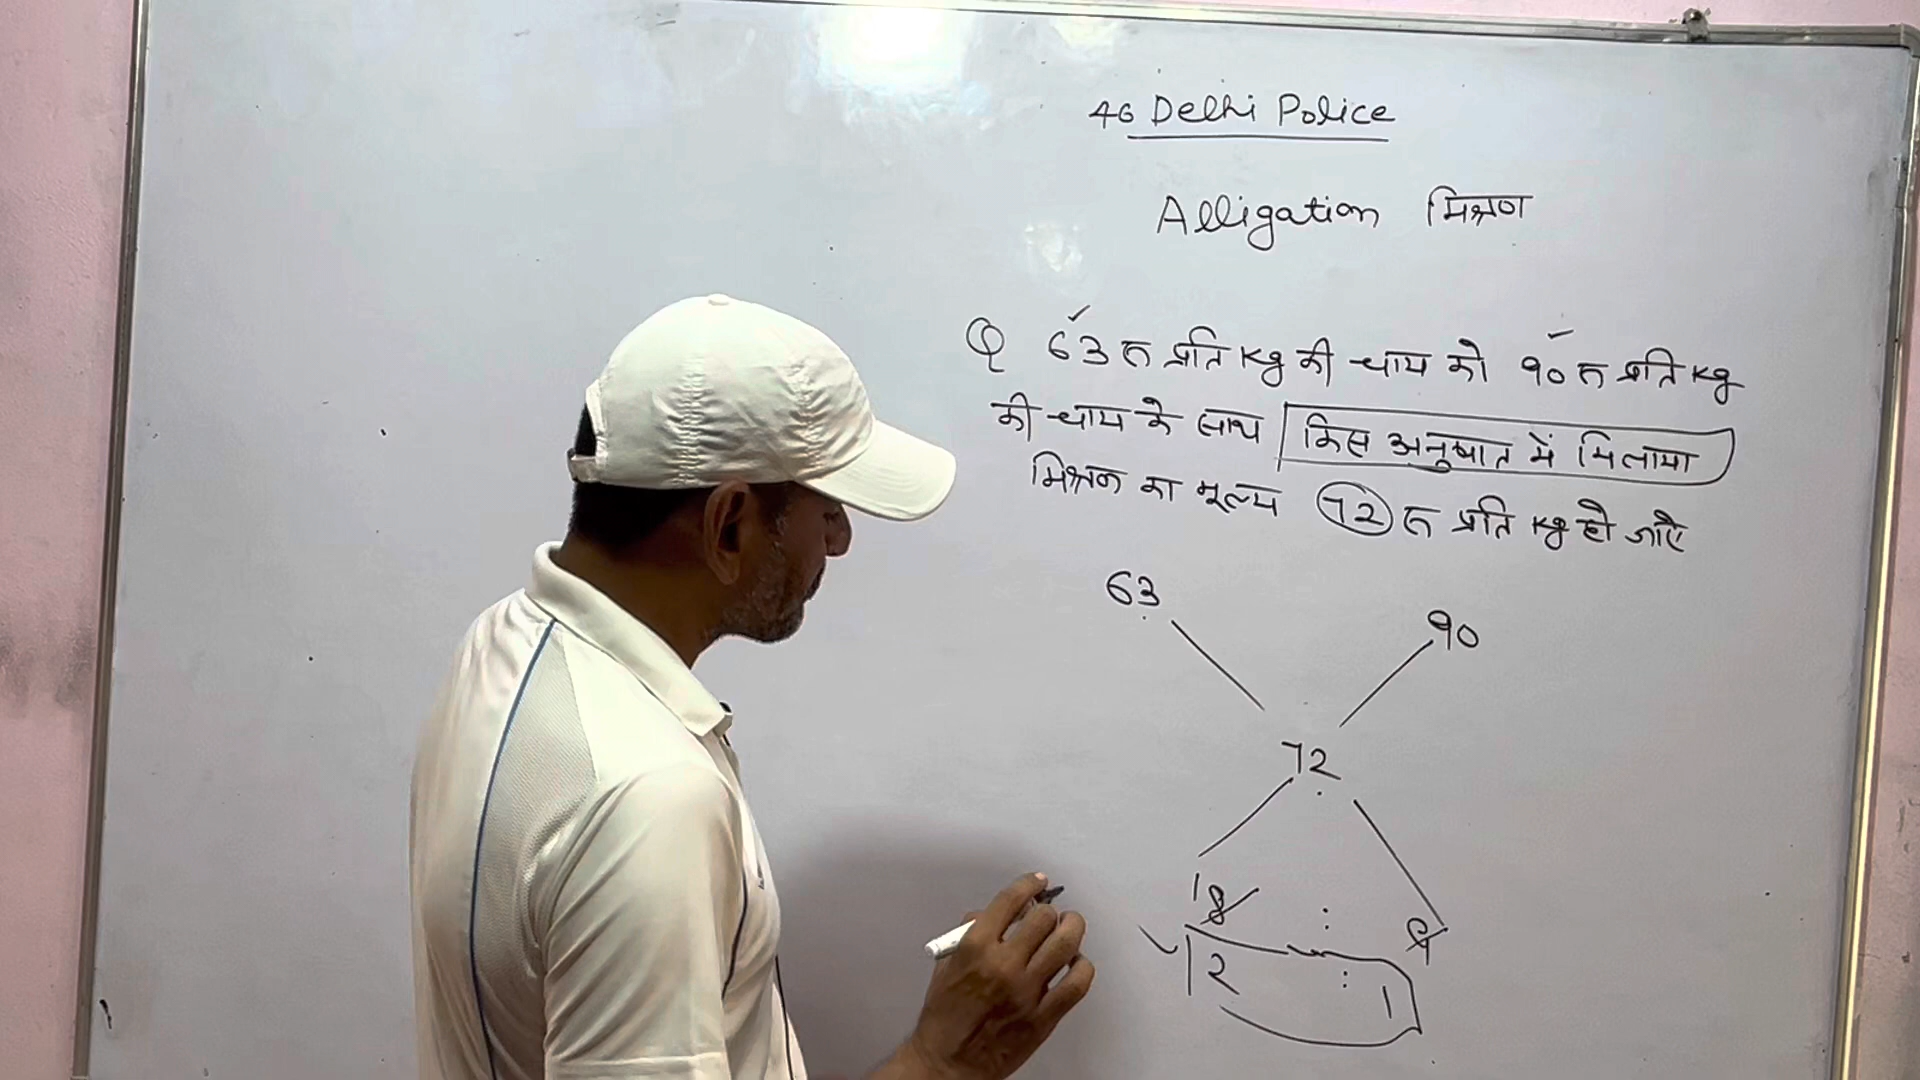 46 Delhi Police
Alligation मिश्रण
Q 63 रु प्रति kg की चाय को 90 रु प्रति kg
की चाय के साथ किस अनुपात में मिलाया
मिश्रण का मूल्य 72 रु प्रति kg हो जाऐ
63
90
72
18 : 9
2 : 1